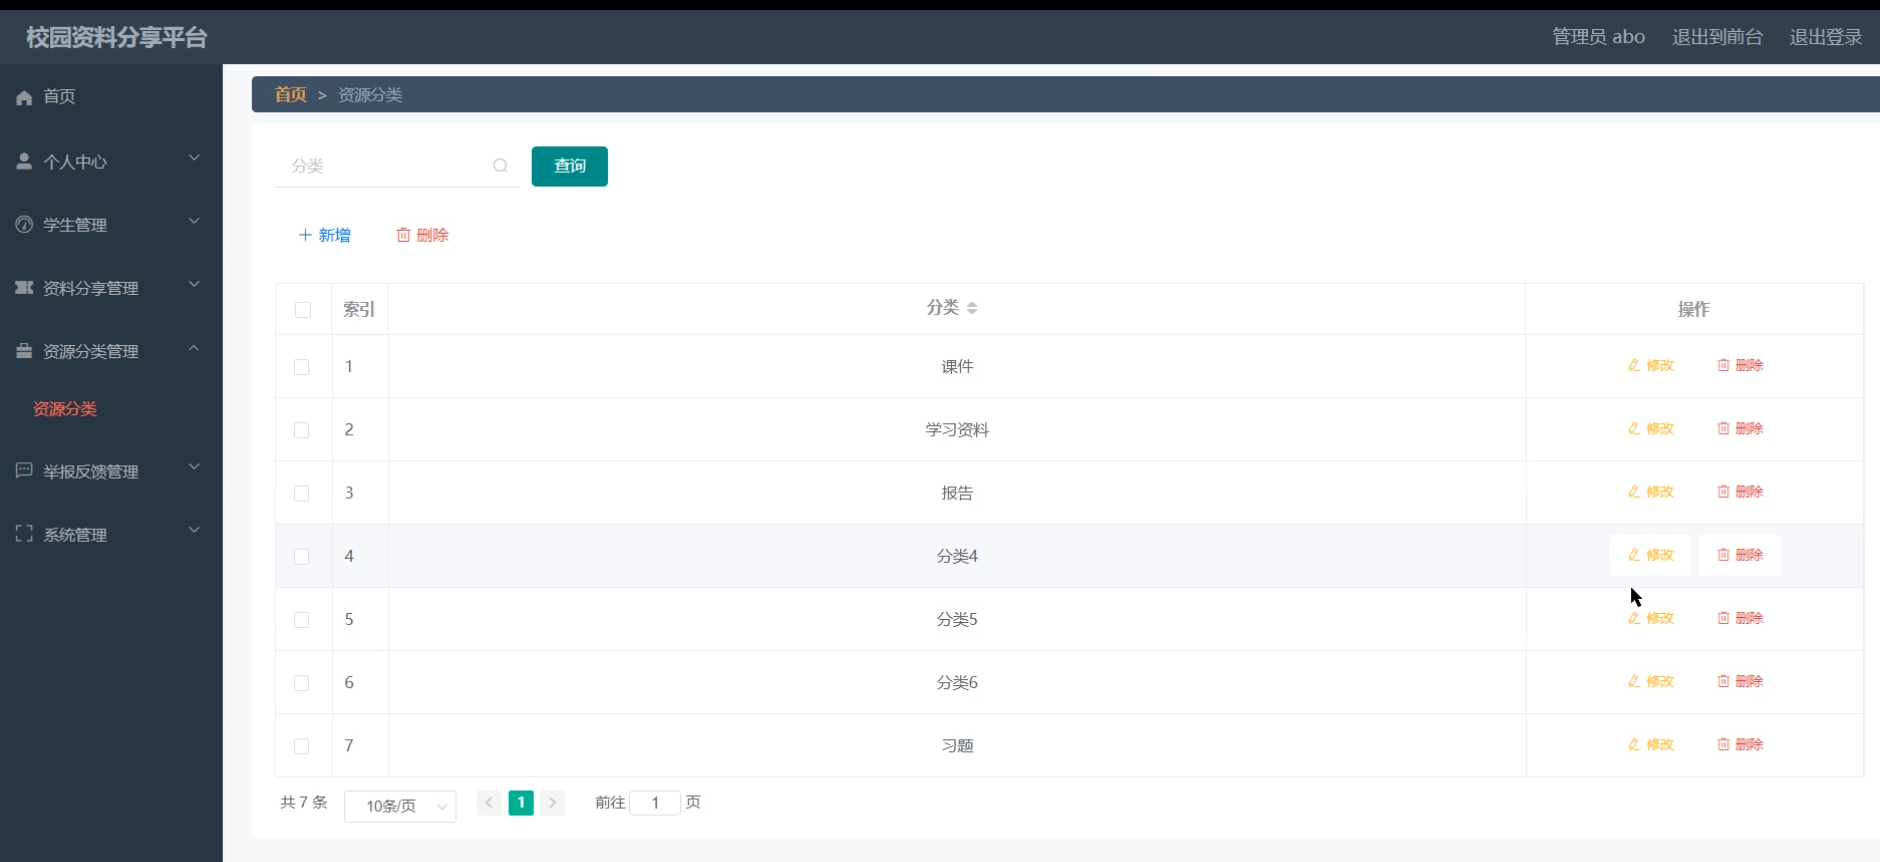 校园资料分享平台 管理员 abo 退出到前台 退出登录
首页
个人中心
学生管理
资料分享管理
资源分类管理
资源分类
举报反馈管理
系统管理
首页 > 资源分类
分类 查询
+ 新增 删除
索引 分类 操作
1 课件 修改 删除
2 学习资料 修改 删除
3 报告 修改 删除
4 分类4 修改 删除
5 分类5 修改 删除
6 分类6 修改 删除
7 习题 修改 删除
共 7 条 10条/页 < 1 > 前往 1 页